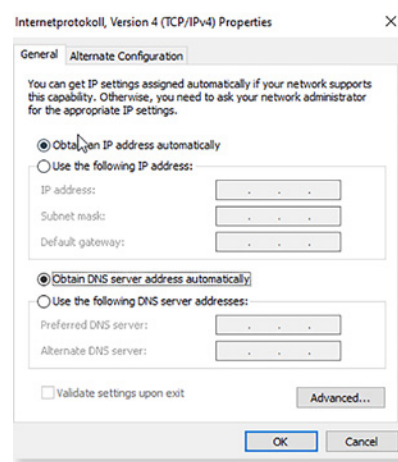 Internetprotokoll, Version 4 (TCP/IPv4) Properties
General Alternate Configuration
You can get IP settings assigned automatically if your network supports
this capability. Otherwise, you need to ask your network administrator
for the appropriate IP settings.
Obtain an IP address automatically
Use the following IP address:
IP address:
Subnet mask:
Default gateway:
Obtain DNS server address automatically
Use the following DNS server addresses:
Preferred DNS server:
Alternate DNS server:
Validate settings upon exit
Advanced...
OK Cancel